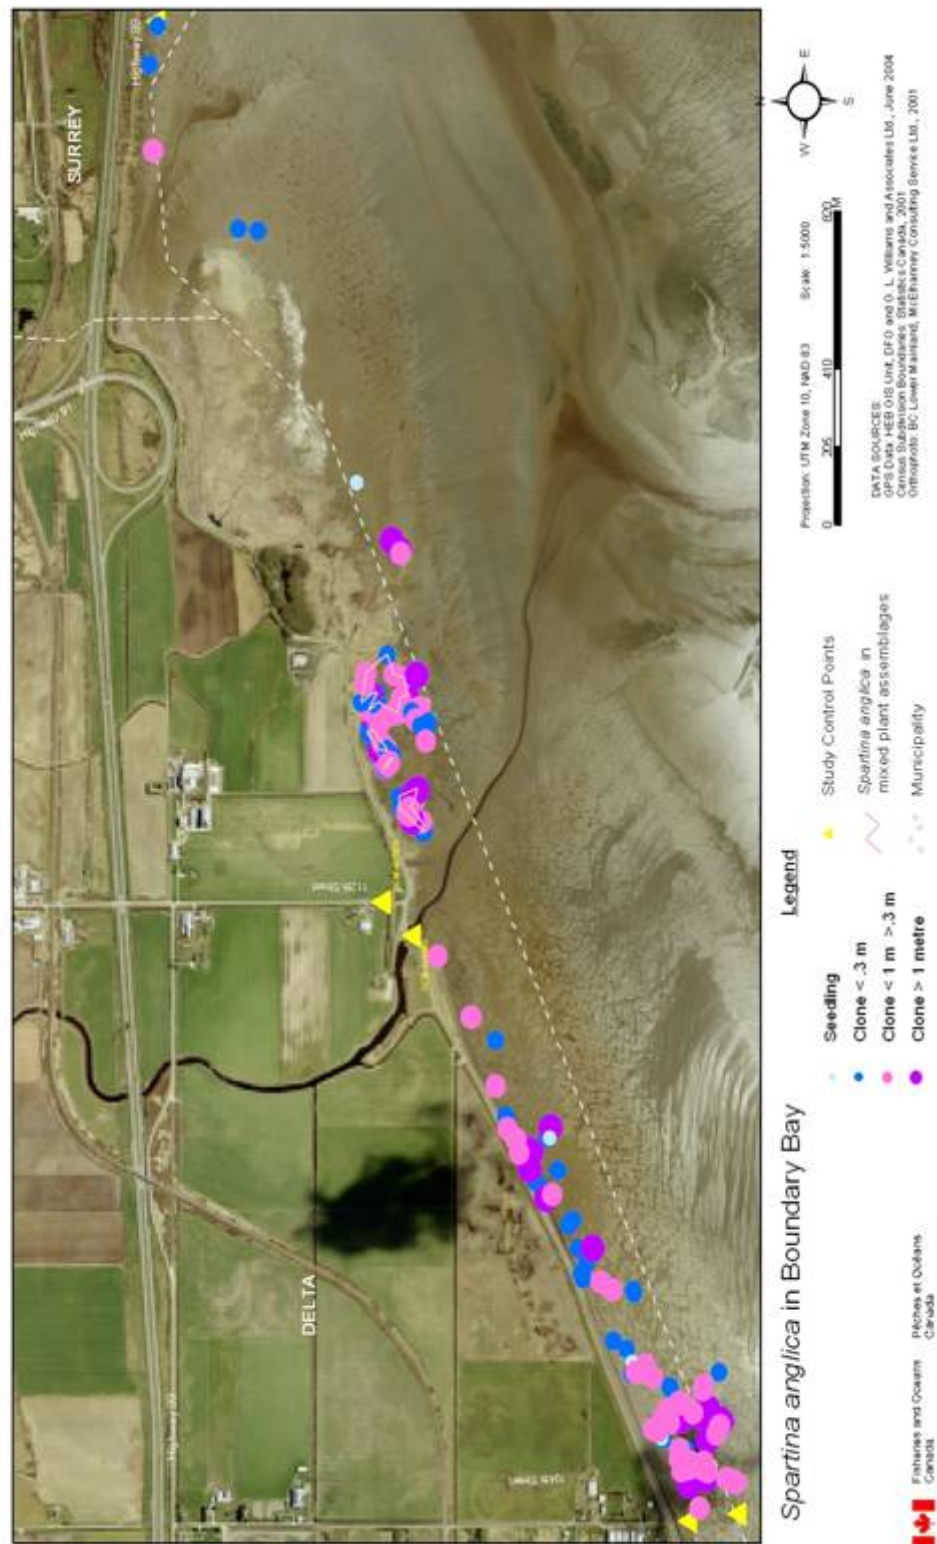 SURREY
Highway 99
Highway 91
112th Street
DELTA
Highway 99
104th Street
Spartina anglica in Boundary Bay
Legend
Seedling
Clone < .3 m
Clone < 1 m >.3 m
Clone > 1 metre
Study Control Points
Spartina anglica in
mixed plant assemblages
Municipality
Projection: UTM Zone 10, NAD 83
Scale: 1:5000
0 205 410 820
M
N
E
S
W
DATA SOURCES:
GPS Data: HEB GIS Unit, DFO and G. L. Williams and Associates Ltd., June 2004
Census Subdivision Boundaries: Statistics Canada, 2001
Orthophoto: BC Lower Mainland, McElhanney Consulting Service Ltd., 2001
Fisheries and Oceans
Canada
Pêches et Océans
Canada